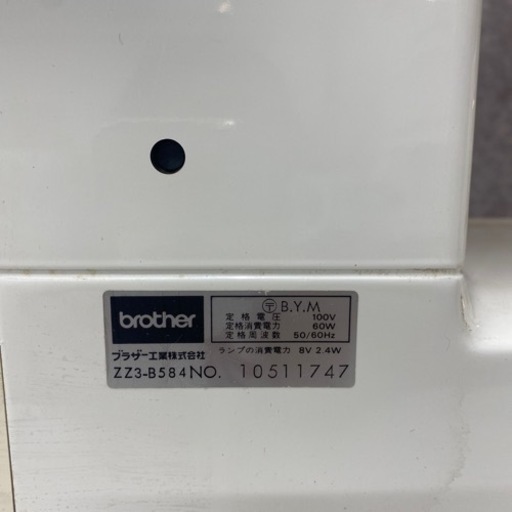 brother
ブラザー工業株式会社
〒 B.Y.M
定格電圧 100V
定格消費電力 60W
定格周波数 50/60Hz
ランプの消費電力 8V 2.4W
ZZ3-B584 NO. 10511747